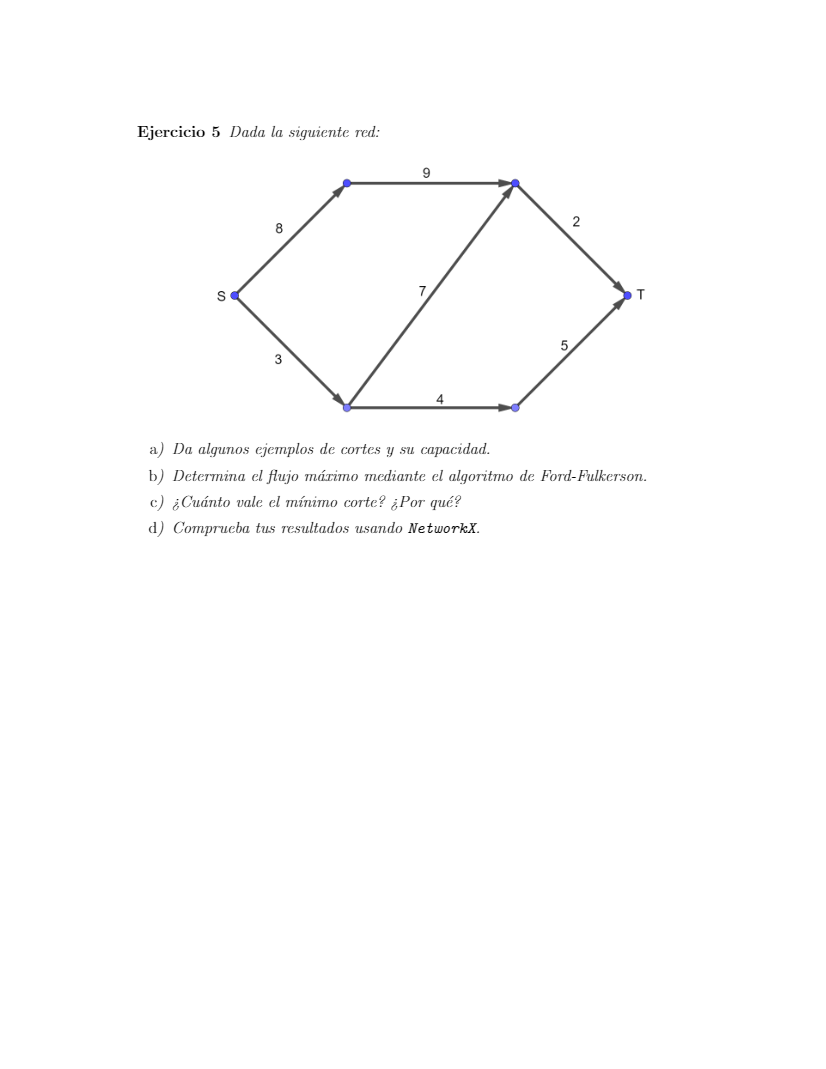 Ejercicio 5 Dada la siguiente red:
9
8
2
7
S
T
3
5
4
a) Da algunos ejemplos de cortes y su capacidad.
b) Determina el flujo máximo mediante el algoritmo de Ford-Fulkerson.
c) ¿Cuánto vale el mínimo corte? ¿Por qué?
d) Comprueba tus resultados usando NetworkX.